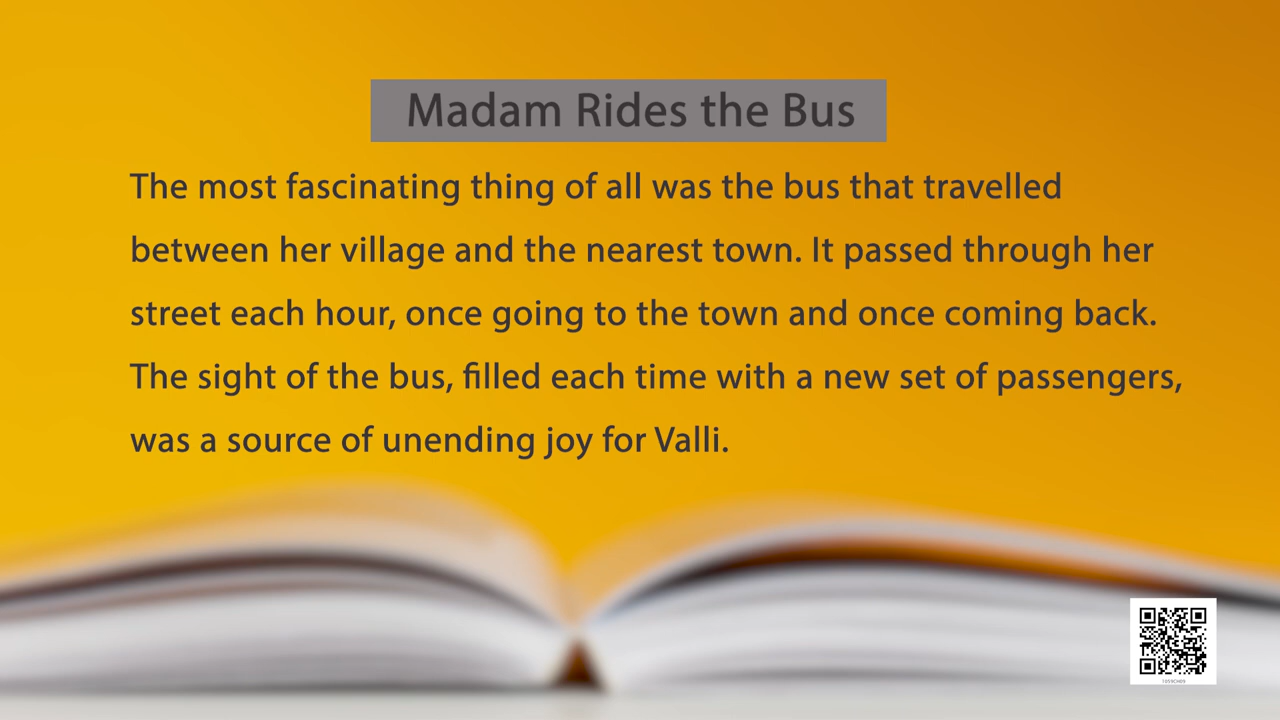 Madam Rides the Bus
The most fascinating thing of all was the bus that travelled
between her village and the nearest town. It passed through her
street each hour, once going to the town and once coming back.
The sight of the bus, filled each time with a new set of passengers,
was a source of unending joy for Valli.